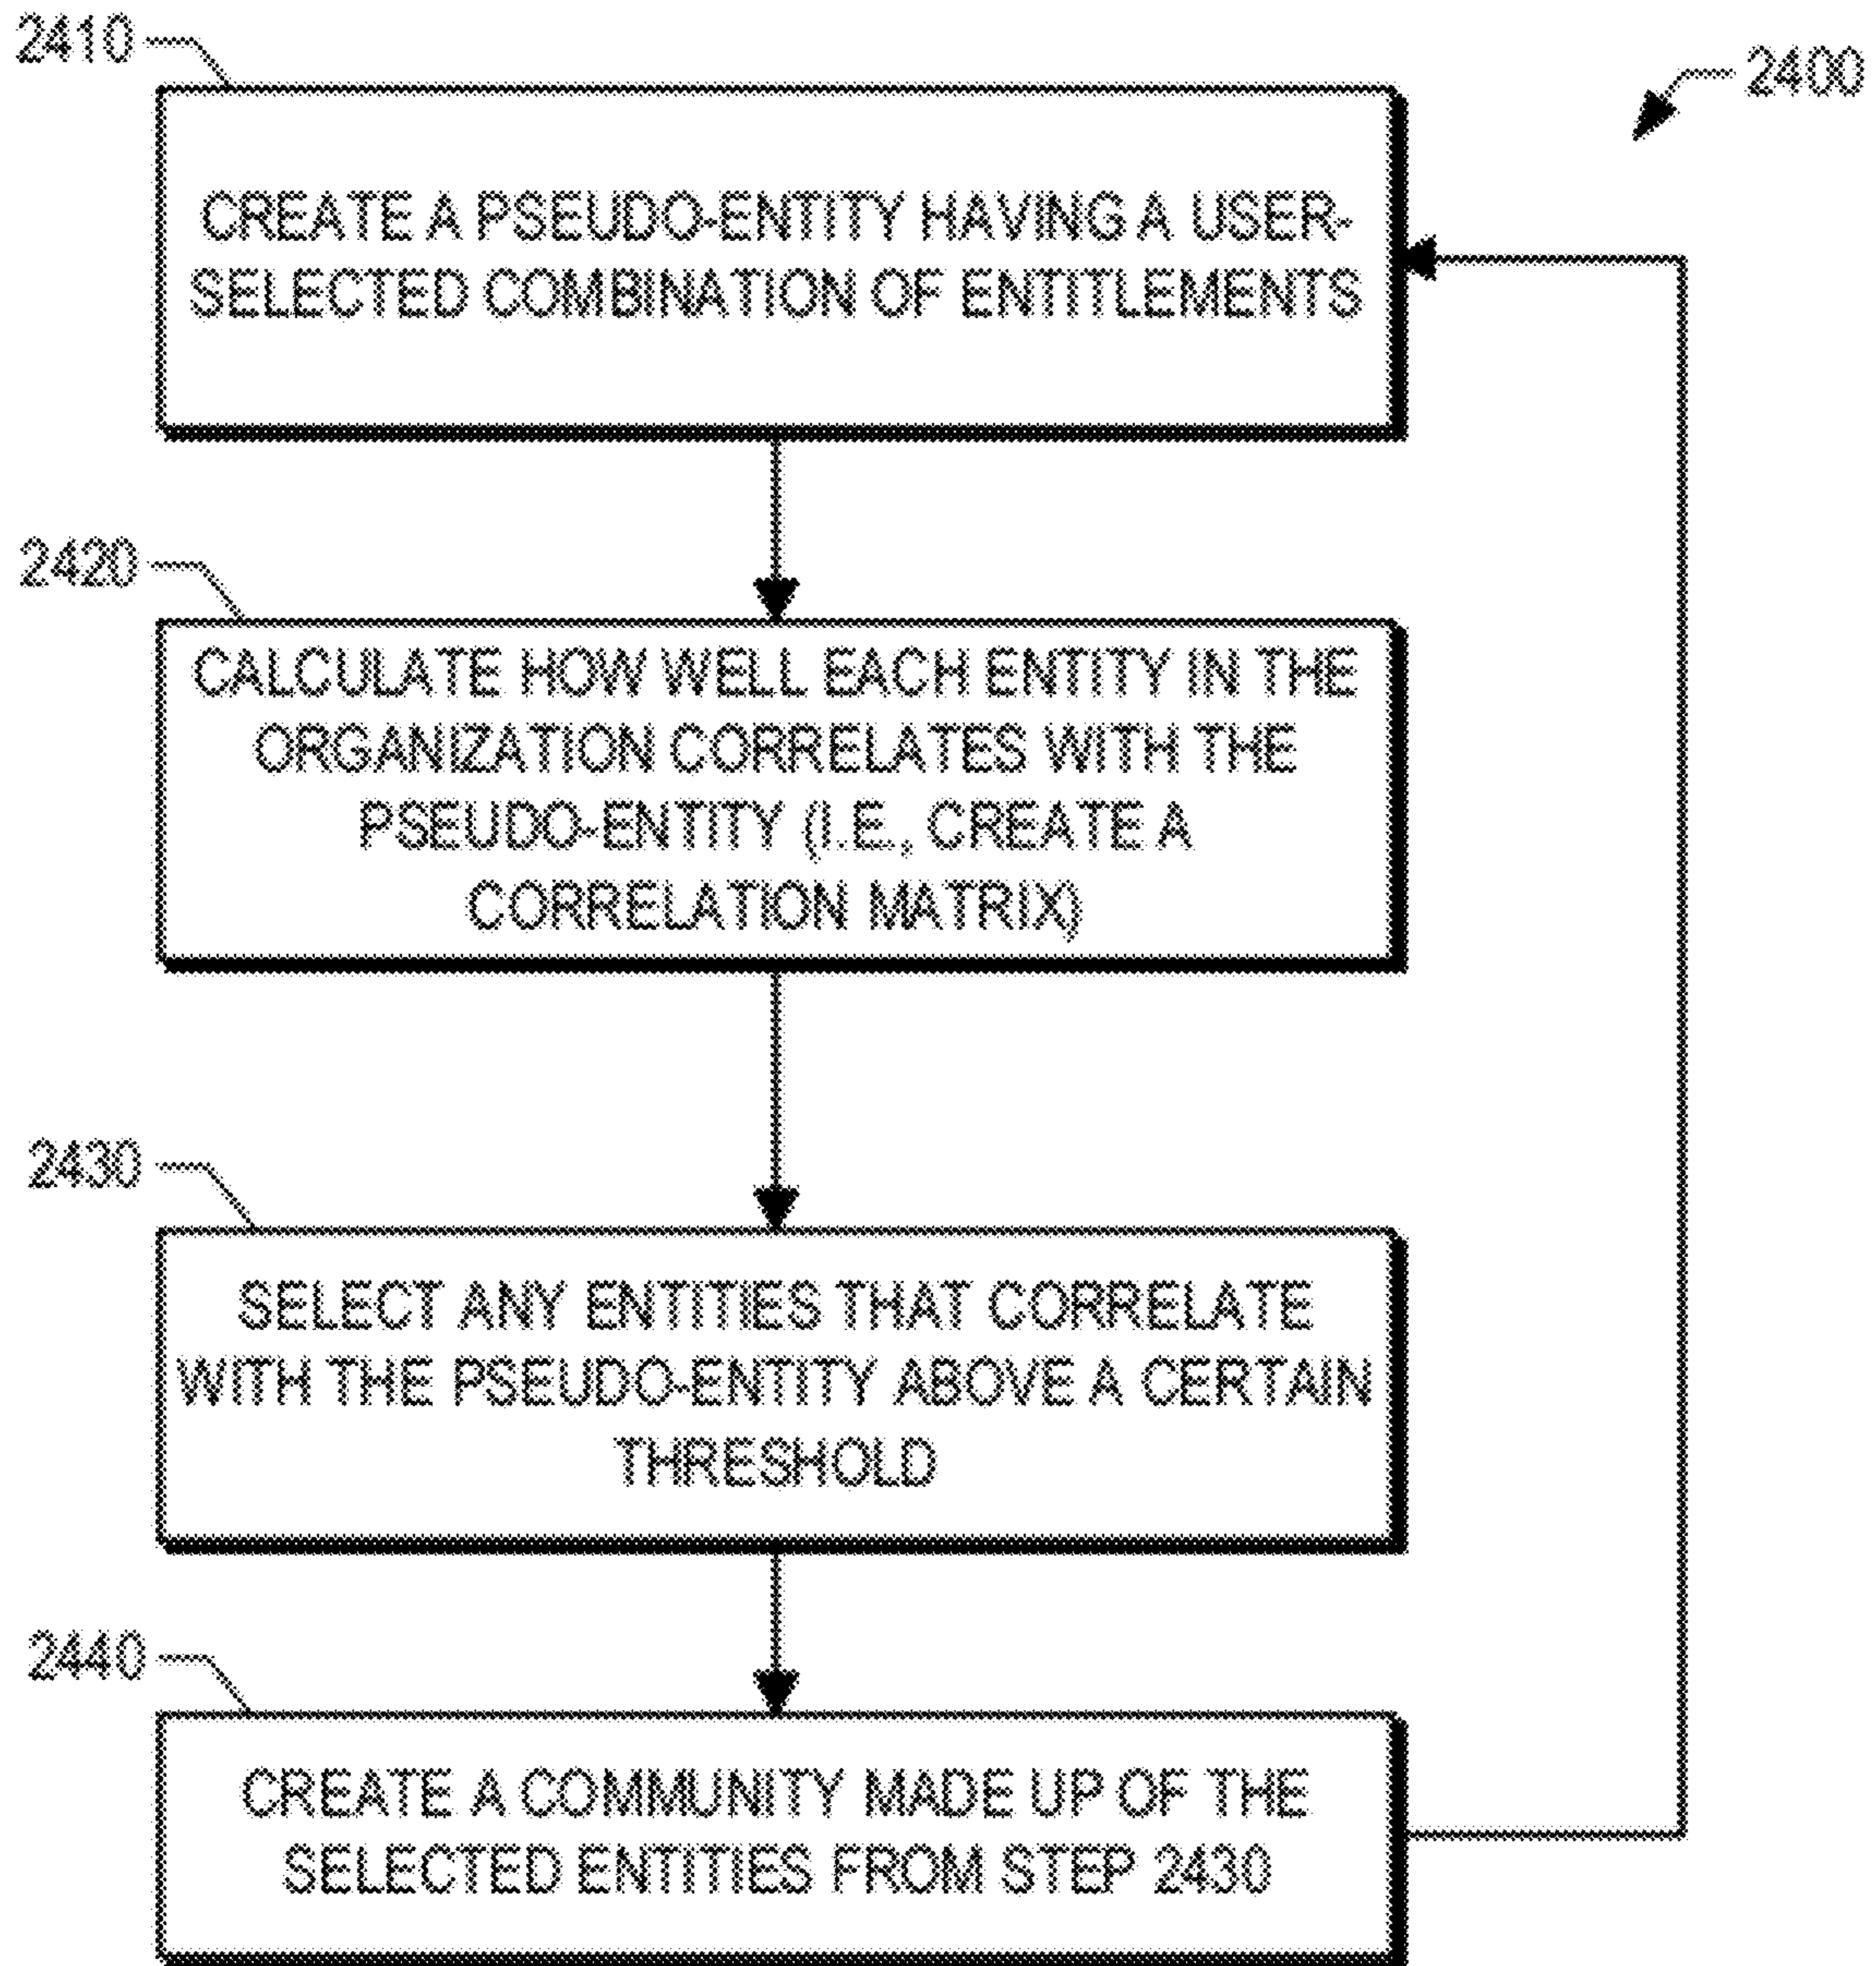 2410
2400
CREATE A PSEUDO-ENTITY HAVING A USER-
SELECTED COMBINATION OF ENTITLEMENTS
2420
CALCULATE HOW WELL EACH ENTITY IN THE
ORGANIZATION CORRELATES WITH THE
PSEUDO-ENTITY (I.E., CREATE A
CORRELATION MATRIX)
2430
SELECT ANY ENTITIES THAT CORRELATE
WITH THE PSEUDO-ENTITY ABOVE A CERTAIN
THRESHOLD
2440
CREATE A COMMUNITY MADE UP OF THE
SELECTED ENTITIES FROM STEP 2430